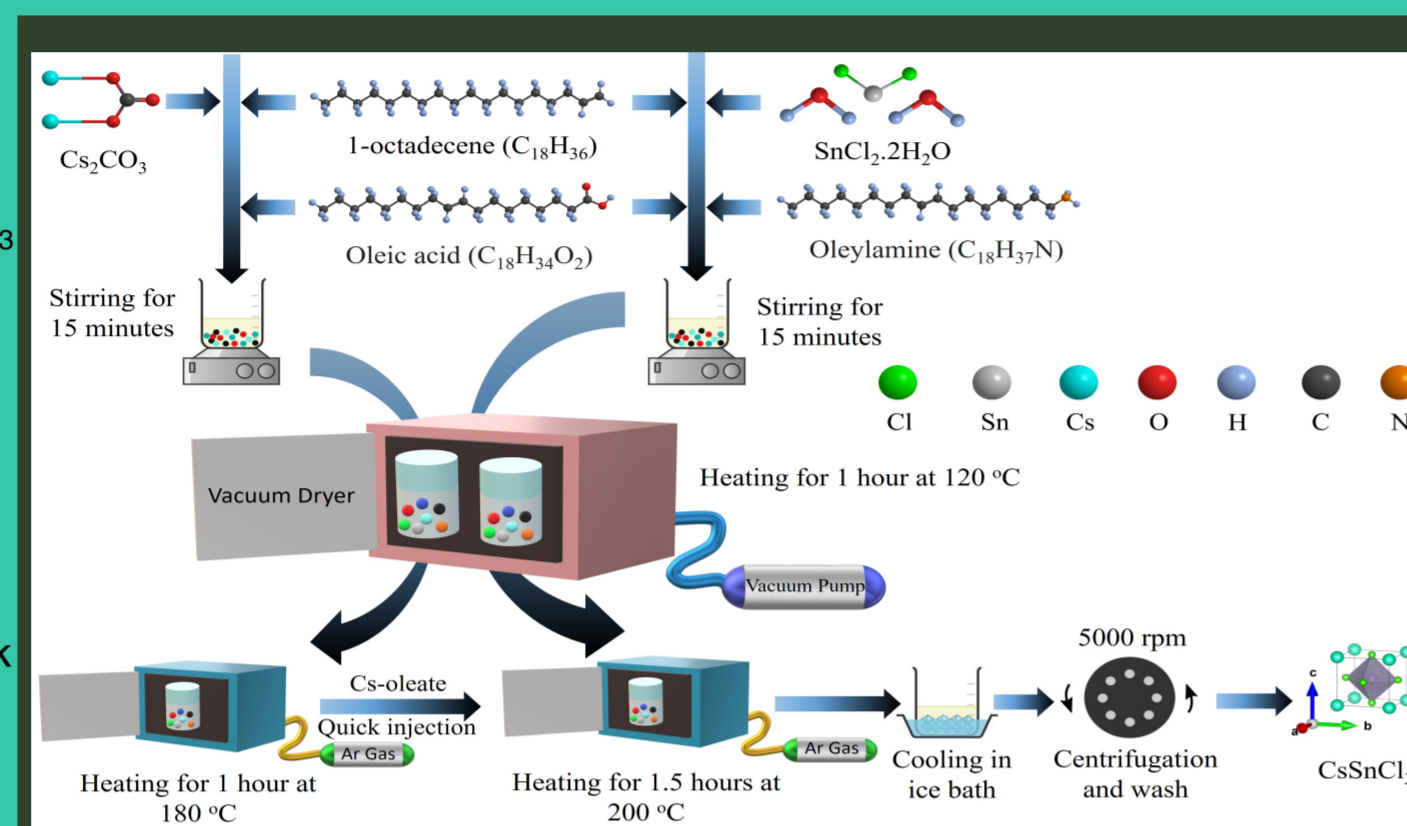 Cs₂CO₃
1-octadecene (C₁₈H₃₆)
SnCl₂.2H₂O
3
Oleic acid (C₁₈H₃₄O₂)
Oleylamine (C₁₈H₃₇N)
Stirring for
15 minutes
Stirring for
15 minutes
Cl
Sn
Cs
O
H
C
N
Heating for 1 hour at 120 °C
Vacuum Dryer
Vacuum Pump
K
5000 rpm
Cs-oleate
Quick injection
Ar Gas
Ar Gas
Heating for 1 hour at
180 °C
Heating for 1.5 hours at
200 °C
Cooling in
ice bath
Centrifugation
and wash
c
a
b
CsSnCl₃